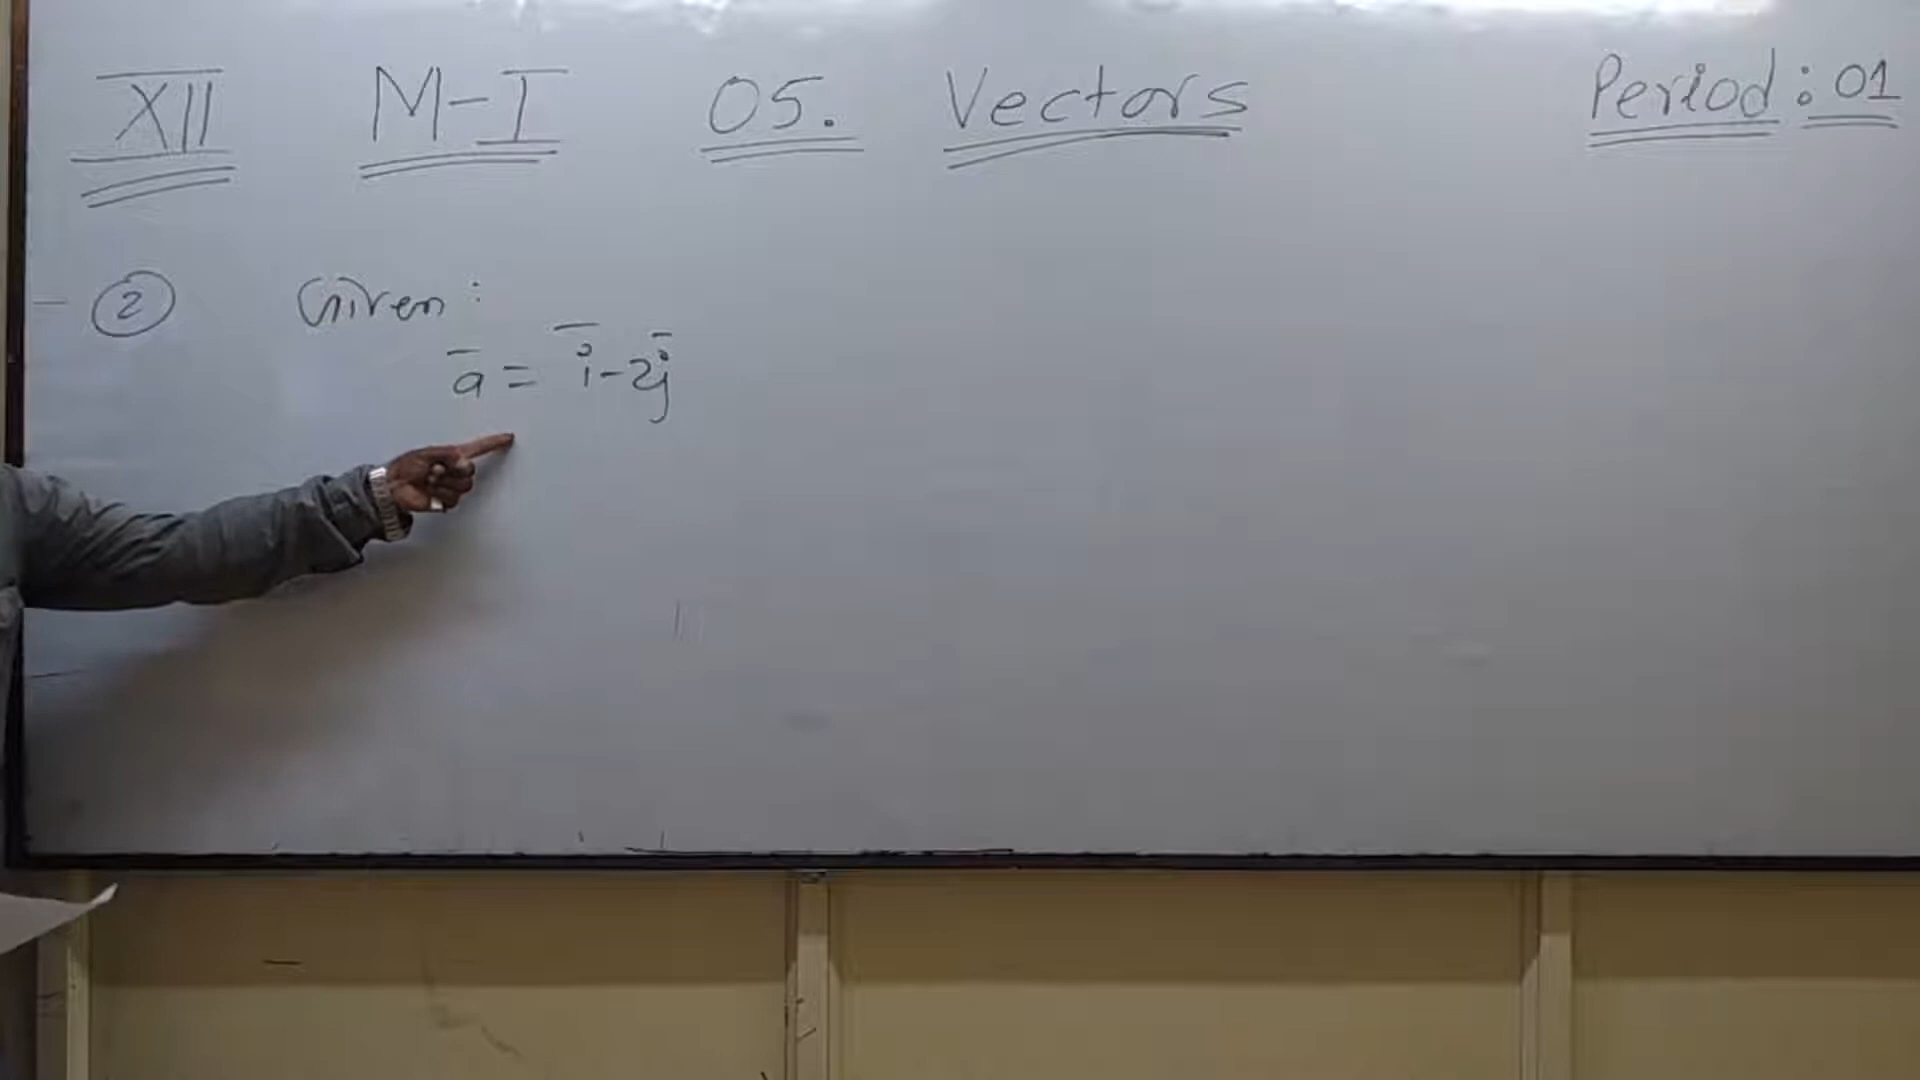 XII M-I 05. Vectors Period: 01
② Given:
a̅ = i̅-2j̅